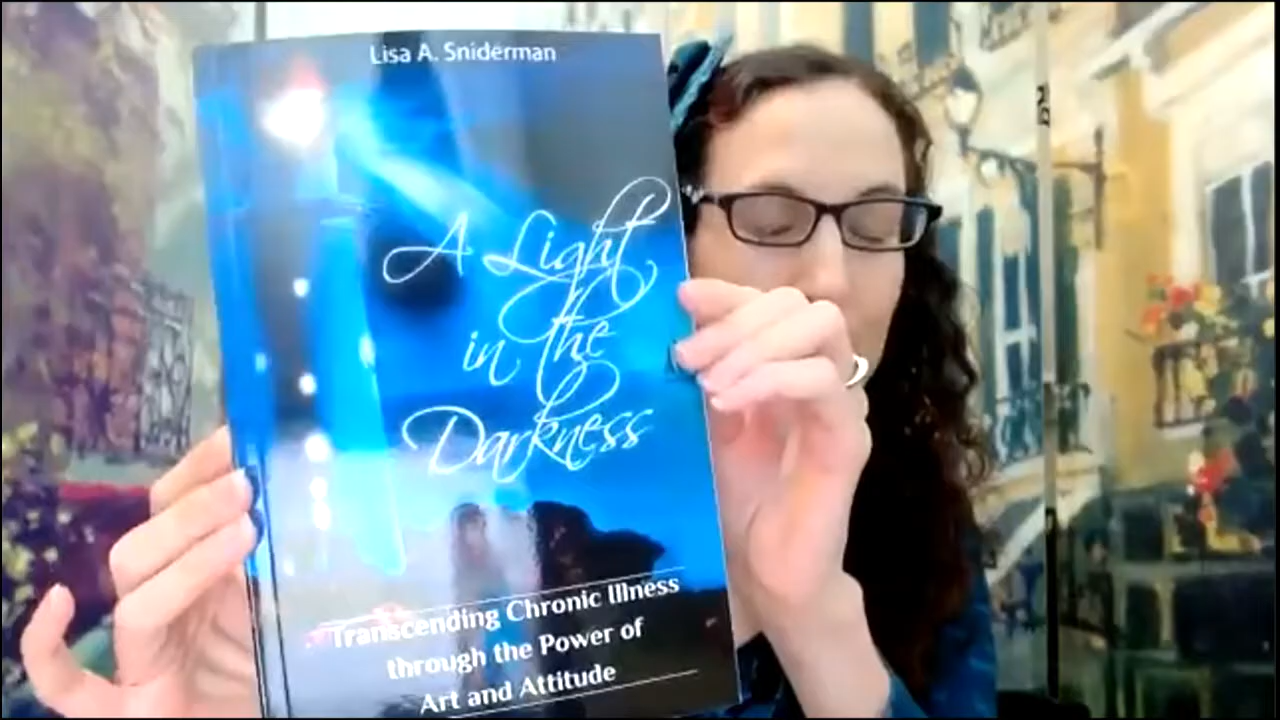 Lisa A. Sniderman
A Light
in the
Darkness
Transcending Chronic Illness
through the Power of
Art and Attitude